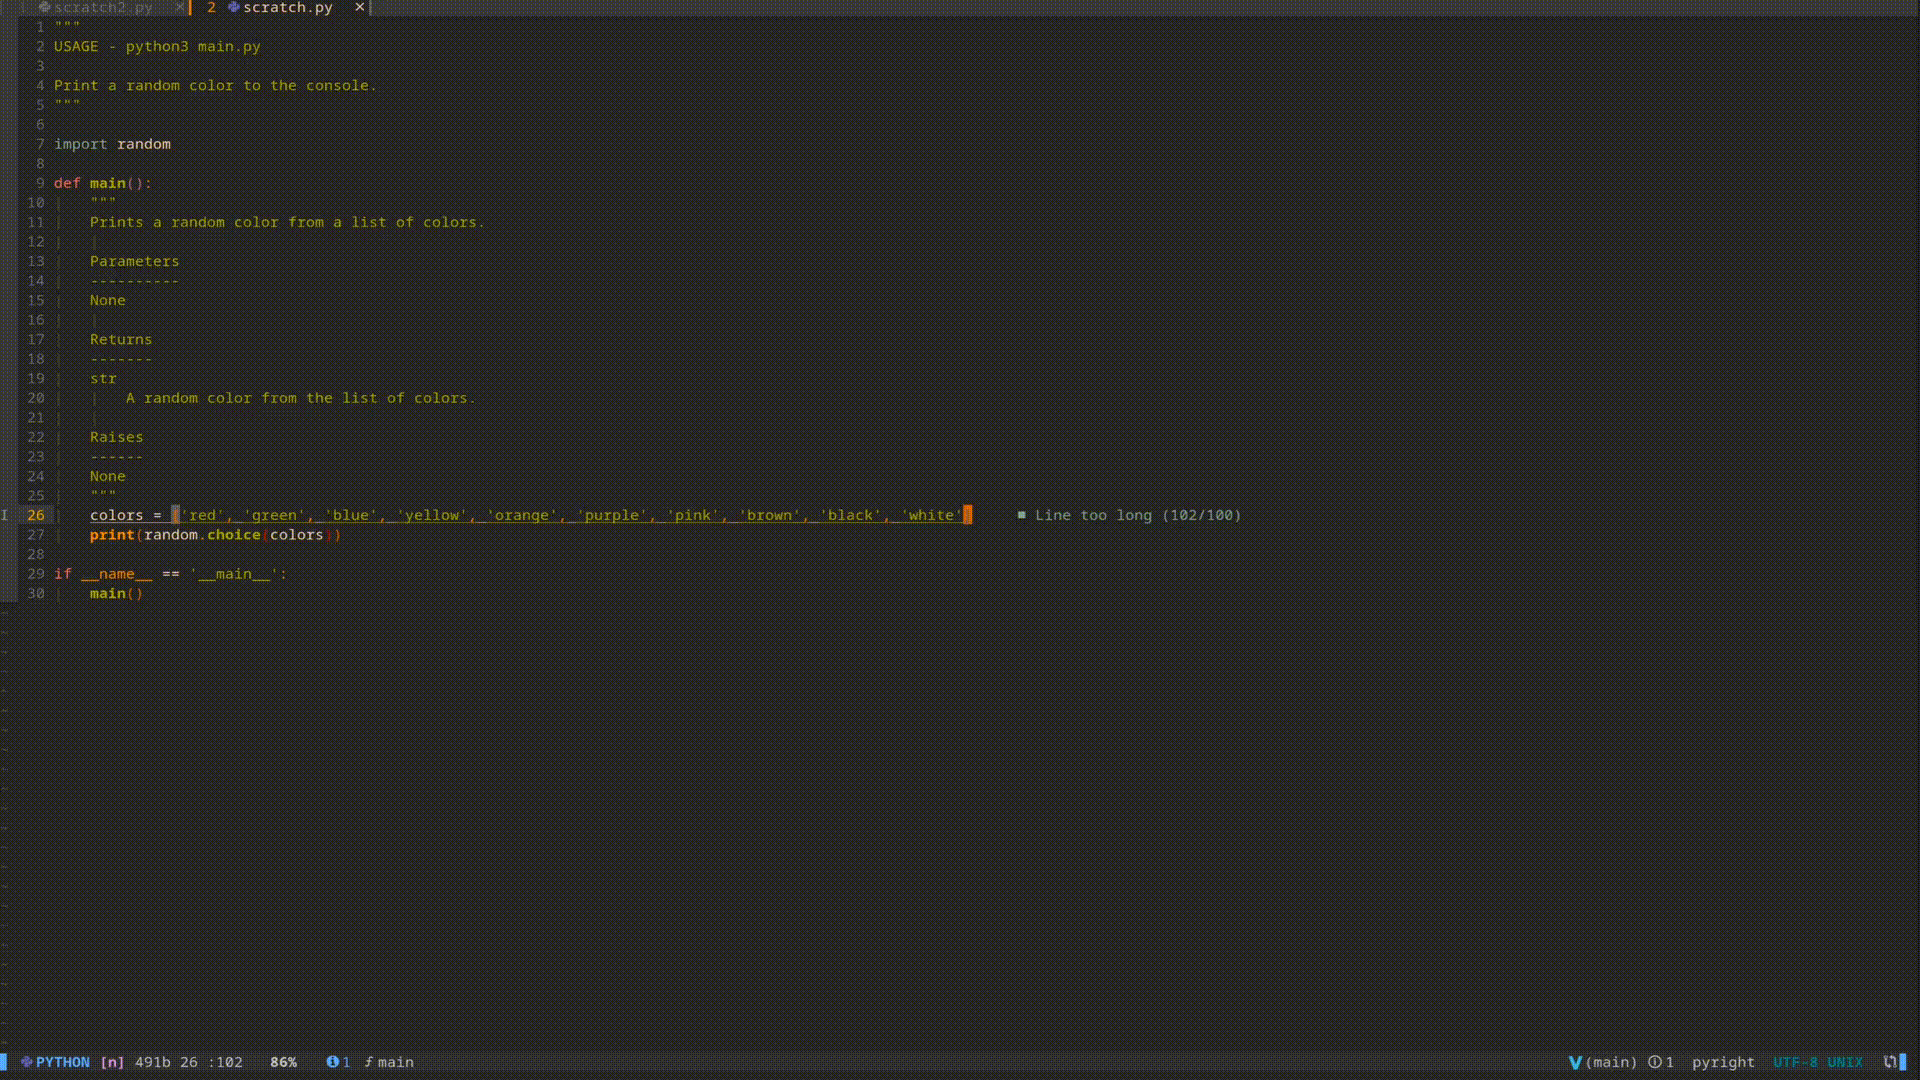 scratch2.py × 2 scratch.py ×
1 """
2 USAGE - python3 main.py
3
4 Print a random color to the console.
5 """
6
7 import random
8
9 def main():
10 """
11 Prints a random color from a list of colors.
12
13 Parameters
14 ----------
15 None
16
17 Returns
18 -------
19 str
20 A random color from the list of colors.
21
22 Raises
23 ------
24 None
25 """
I 26 colors = ['red', 'green', 'blue', 'yellow', 'orange', 'purple', 'pink', 'brown', 'black', 'white'] ■ Line too long (102/100)
27 print(random.choice(colors))
28
29 if __name__ == '__main__':
30 main()
PYTHON [n] 491b 26 :102 86% 1 ƒ main (main) 1 pyright UTF-8 UNIX